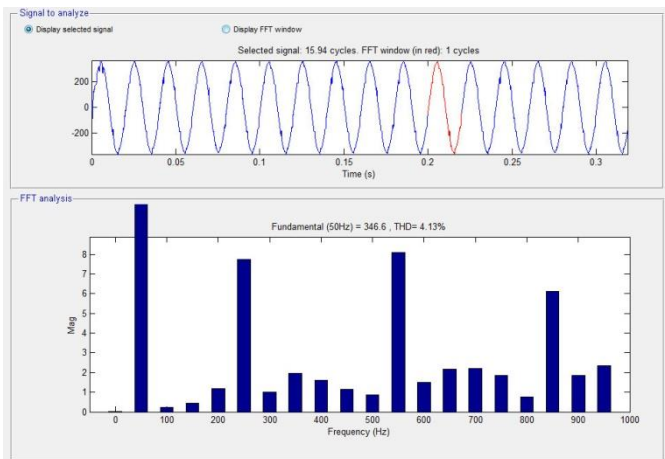 Signal to analyze
Display selected signal Display FFT window
Selected signal: 15.94 cycles. FFT window (in red): 1 cycles
200
0
-200
0 0.05 0.1 0.15 0.2 0.25 0.3
Time (s)
FFT analysis
Fundamental (50Hz) = 346.6 , THD= 4.13%
8
7
6
5
4
3
2
1
0
Mag
0 100 200 300 400 500 600 700 800 900 1000
Frequency (Hz)